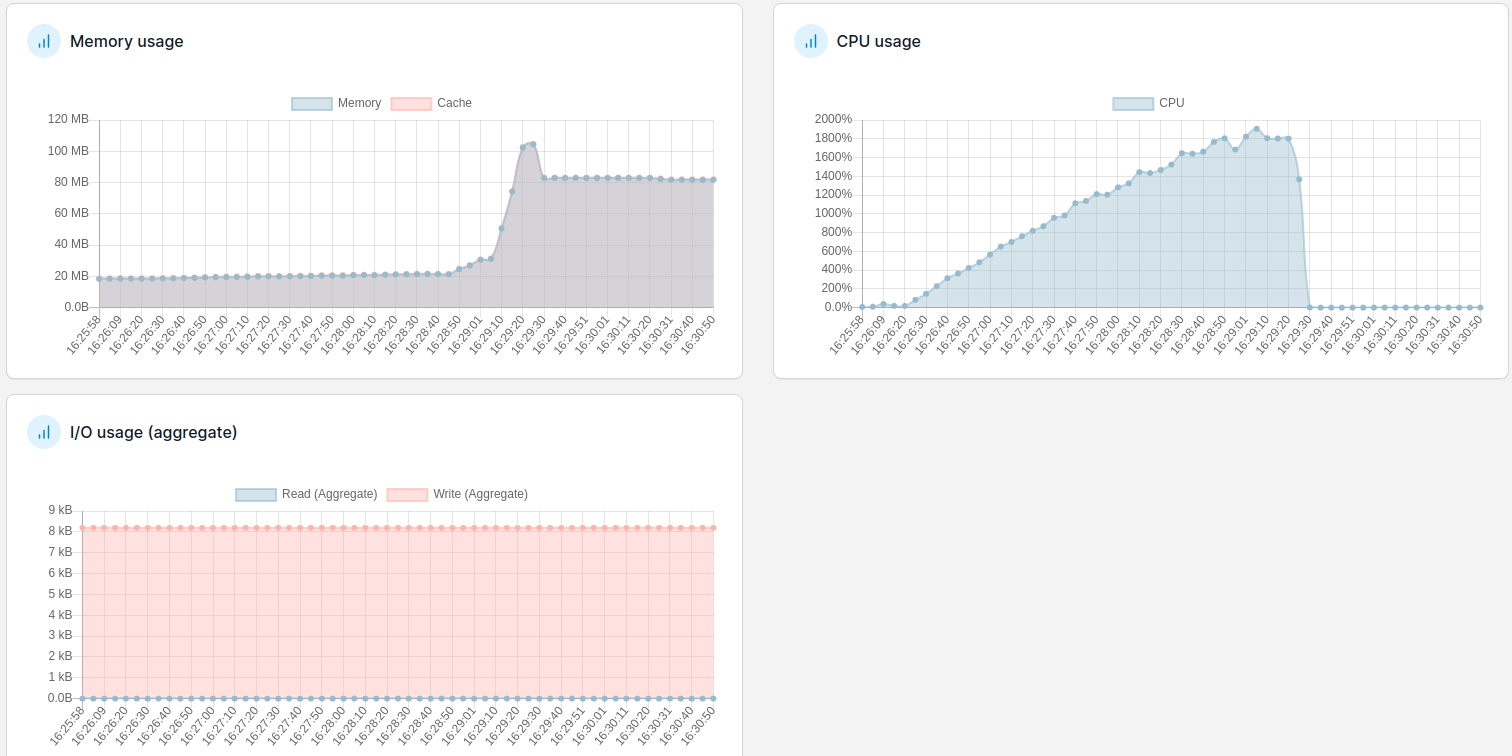 Memory usage
Memory Cache
120 MB
100 MB
80 MB
60 MB
40 MB
20 MB
0.0B
16:25:58 16:26:09 16:26:20 16:26:30 16:26:40 16:26:50 16:27:00 16:27:10 16:27:20 16:27:30 16:27:40 16:27:50 16:28:00 16:28:10 16:28:20 16:28:30 16:28:40 16:28:50 16:29:01 16:29:10 16:29:20 16:29:30 16:29:40 16:29:51 16:30:01 16:30:11 16:30:20 16:30:31 16:30:40 16:30:50
CPU usage
CPU
2000%
1800%
1600%
1400%
1200%
1000%
800%
600%
400%
200%
0.0%
16:25:58 16:26:09 16:26:20 16:26:30 16:26:40 16:26:50 16:27:00 16:27:10 16:27:20 16:27:30 16:27:40 16:27:50 16:28:00 16:28:10 16:28:20 16:28:30 16:28:40 16:28:50 16:29:01 16:29:10 16:29:20 16:29:30 16:29:40 16:29:51 16:30:01 16:30:11 16:30:20 16:30:31 16:30:40 16:30:50
I/O usage (aggregate)
Read (Aggregate) Write (Aggregate)
9 kB
8 kB
7 kB
6 kB
5 kB
4 kB
3 kB
2 kB
1 kB
0.0B
16:25:58 16:26:09 16:26:20 16:26:30 16:26:40 16:26:50 16:27:00 16:27:10 16:27:20 16:27:30 16:27:40 16:27:50 16:28:00 16:28:10 16:28:20 16:28:30 16:28:40 16:28:50 16:29:01 16:29:10 16:29:20 16:29:30 16:29:40 16:29:51 16:30:01 16:30:11 16:30:20 16:30:31 16:30:40 16:30:50